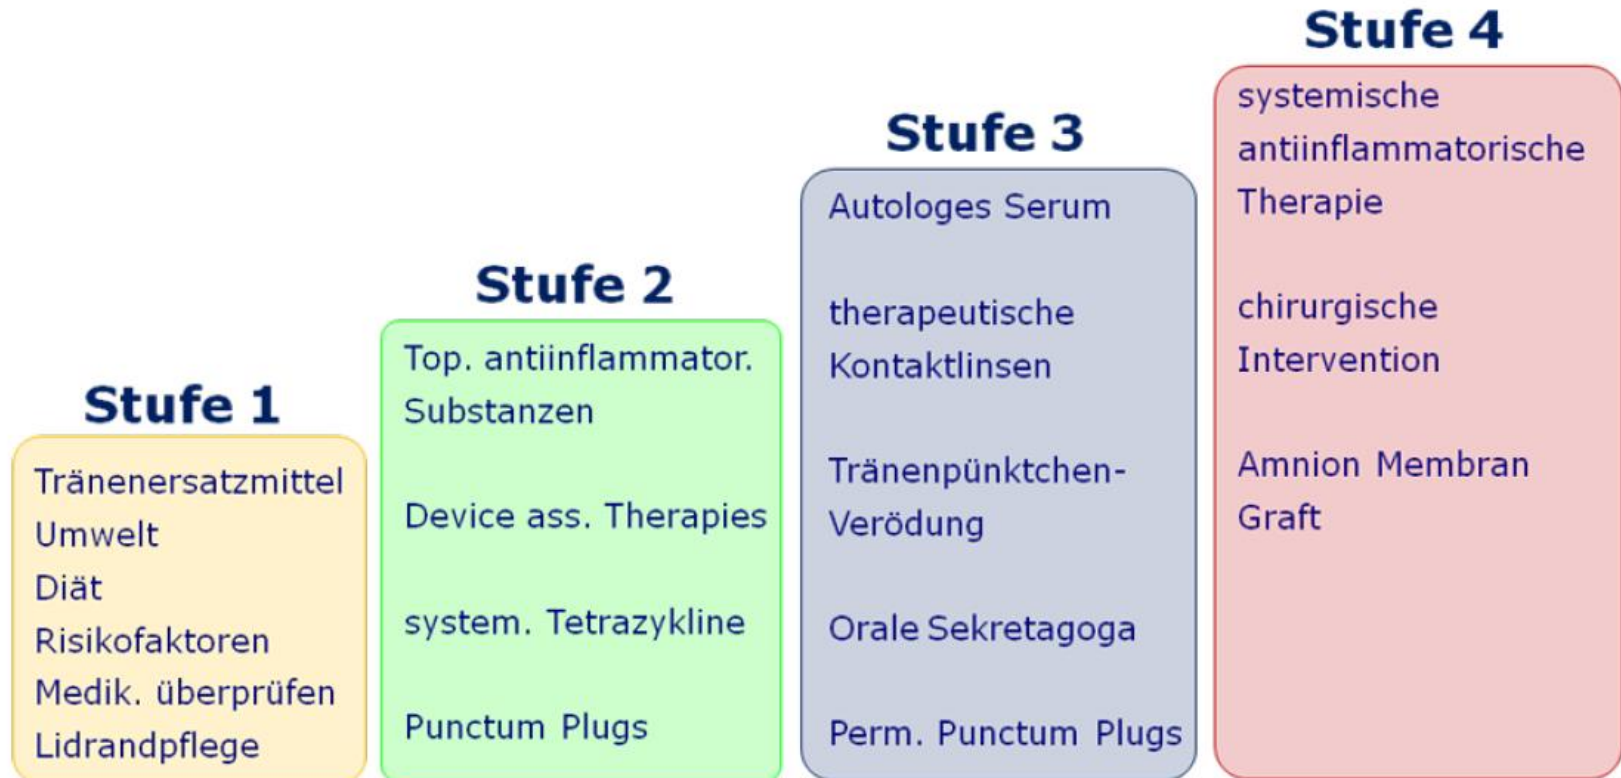 Stufe 1
Tränenersatzmittel
Umwelt
Diät
Risikofaktoren
Medik. überprüfen
Lidrandpflege
Stufe 2
Top. antiinflammator.
Substanzen
Device ass. Therapies
system. Tetrazykline
Punctum Plugs
Stufe 3
Autologes Serum
therapeutische
Kontaktlinsen
Tränenpünktchen-
Verödung
Orale Sekretagoga
Perm. Punctum Plugs
Stufe 4
systemische
antiinflammatorische
Therapie
chirurgische
Intervention
Amnion Membran
Graft